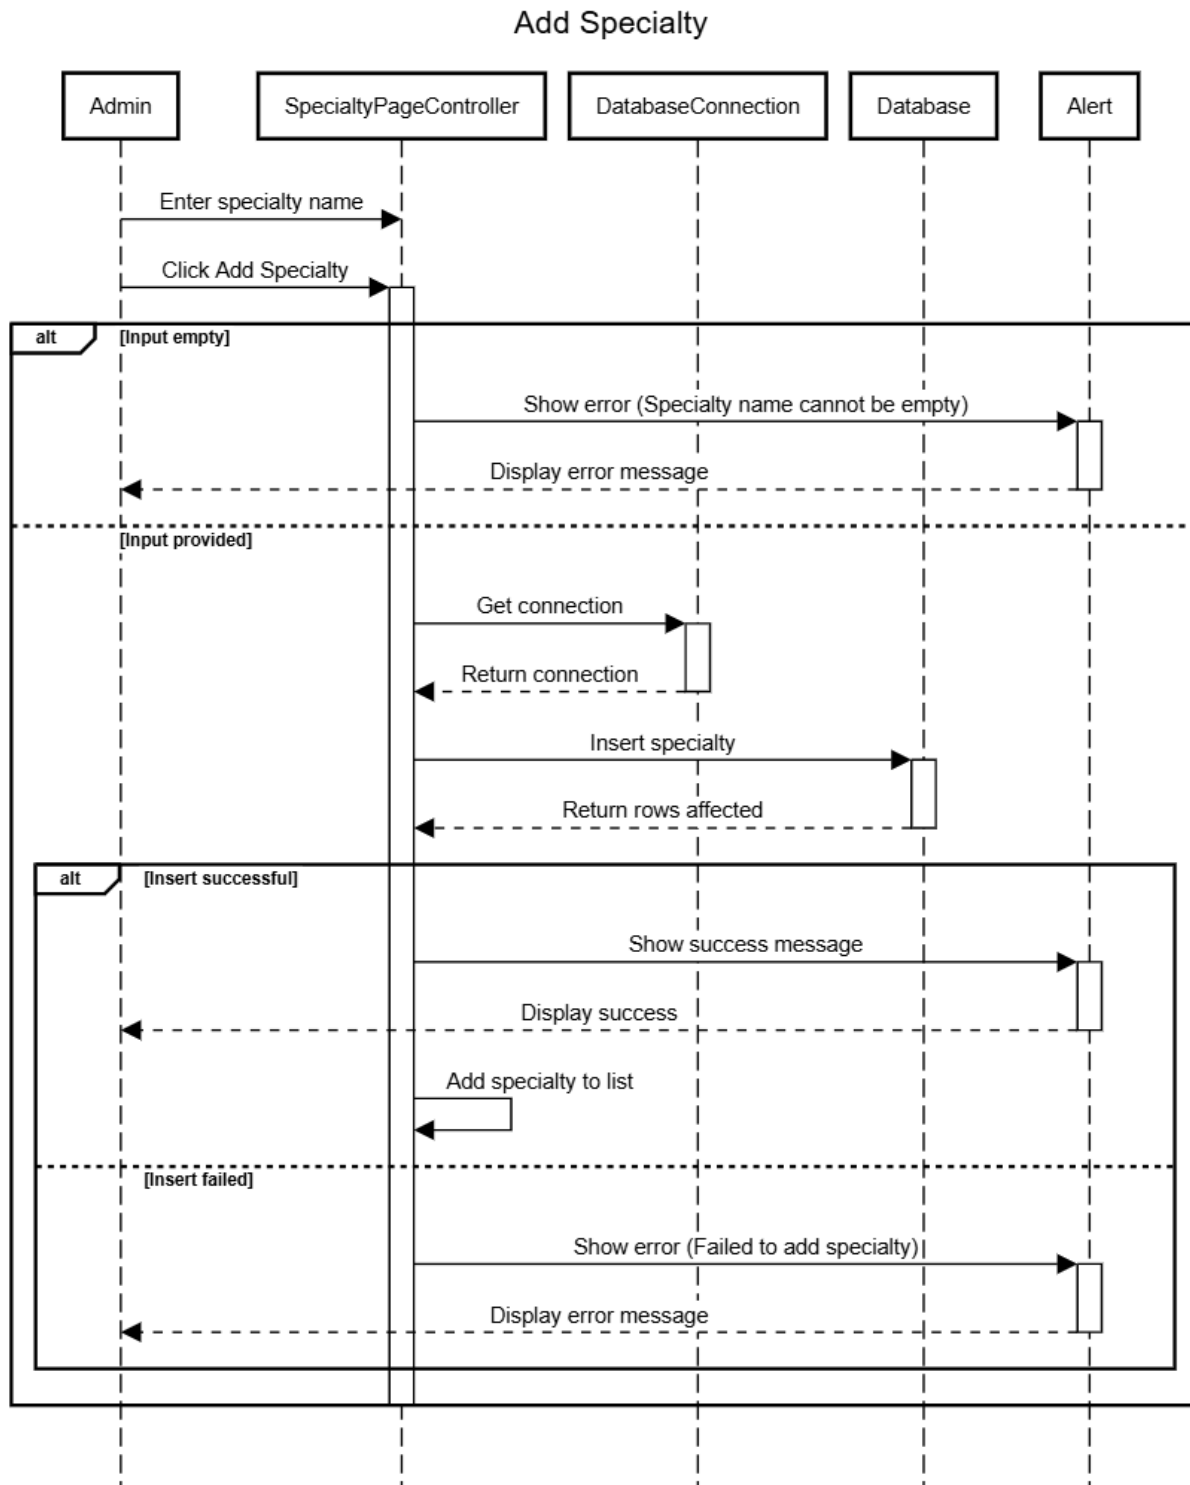 Add Specialty
Admin
SpecialtyPageController
DatabaseConnection
Database
Alert
Enter specialty name
Click Add Specialty
alt
[Input empty]
Show error (Specialty name cannot be empty)
Display error message
[Input provided]
Get connection
Return connection
Insert specialty
Return rows affected
alt
[Insert successful]
Show success message
Display success
Add specialty to list
[Insert failed]
Show error (Failed to add specialty)
Display error message